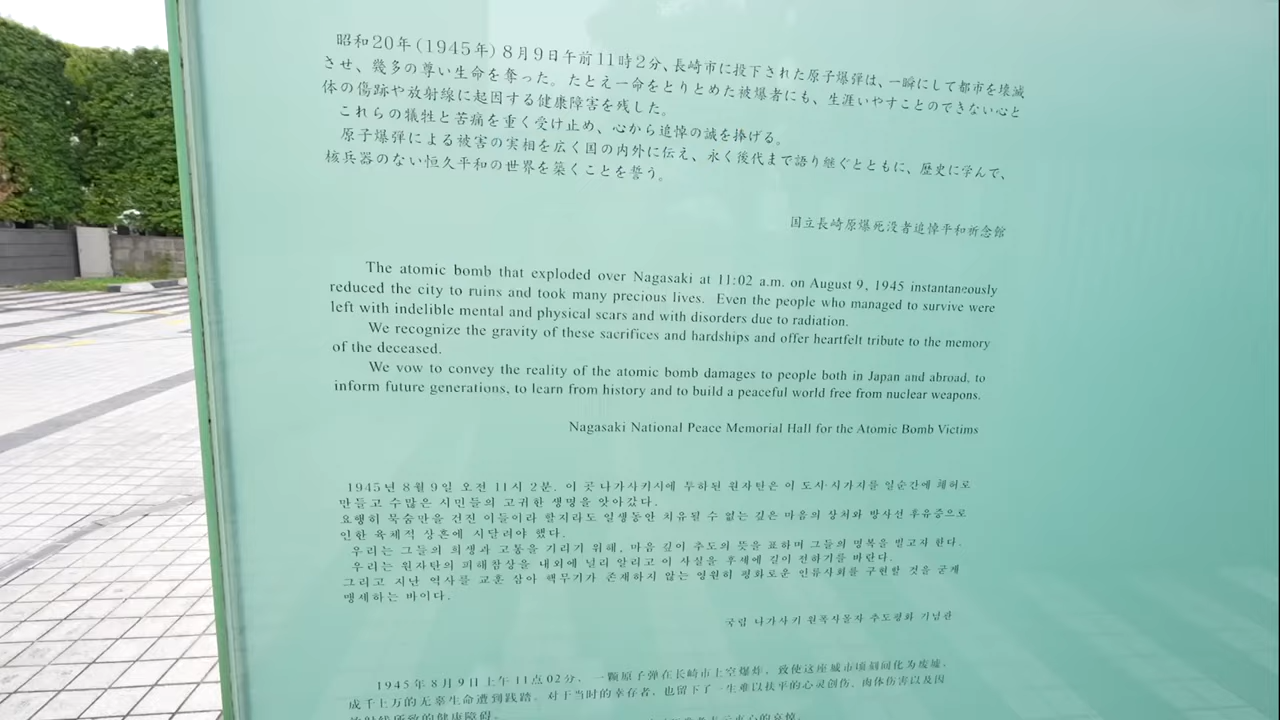 昭和20年(1945年)8月9日午前11時2分、長崎市に投下された原子爆弾は、一瞬にして都市を壊滅
させ、幾多の尊い生命を奪った。たとえ一命をとりとめた被爆者にも、生涯いやすことのできない心と
体の傷跡や放射線に起因する健康障害を残した。
これらの犠牲と苦痛を重く受け止め、心から追悼の誠を捧げる。
原子爆弾による被害の実相を広く国の内外に伝え、永く後代まで語り継ぐとともに、歴史に学んで、
核兵器のない恒久平和の世界を築くことを誓う。
国立長崎原爆死没者追悼平和祈念館
The atomic bomb that exploded over Nagasaki at 11:02 a.m. on August 9, 1945 instantaneously
reduced the city to ruins and took many precious lives. Even the people who managed to survive were
left with indelible mental and physical scars and with disorders due to radiation.
We recognize the gravity of these sacrifices and hardships and offer heartfelt tribute to the memory
of the deceased.
We vow to convey the reality of the atomic bomb damages to people both in Japan and abroad, to
inform future generations, to learn from history and to build a peaceful world free from nuclear weapons.
Nagasaki National Peace Memorial Hall for the Atomic Bomb Victims
1945년 8월 9일 오전 11시 2분. 이 곳 나가사키시에 투하된 원자탄은 이 도시·시가지를 일순간에 폐허로
만들고 수많은 시민들의 고귀한 생명을 앗아갔다.
요행히 목숨만을 건진 이들이라 할지라도 일생동안 치유될 수 없는 깊은 마음의 상처와 방사선 후유증으로
인한 육체적 상흔에 시달려야 했다.
우리는 그들의 희생과 고통을 기리기 위해, 마음 깊이 추도의 뜻을 표하며 그들의 명복을 빌고자 한다.
우리는 원자탄의 피해참상을 내외에 널리 알리고 이 사실을 후세에 길이 전하기를 바란다.
그리고 지난 역사를 교훈 삼아 핵무기가 존재하지 않는 영원히 평화로운 인류사회를 구현할 것을 굳게
맹세하는 바이다.
국립 나가사키 원폭사몰자 추도평화 기념관
1945年8月9日上午11点02分，一颗原子弹在长崎市上空爆炸，致使这座城市顷刻间化为废墟，
成千上万的无辜生命遭到践踏。对于当时的幸存者，也留下了一生难以抚平的心灵创伤、肉体伤害以及因
放射线所致的健康障碍。